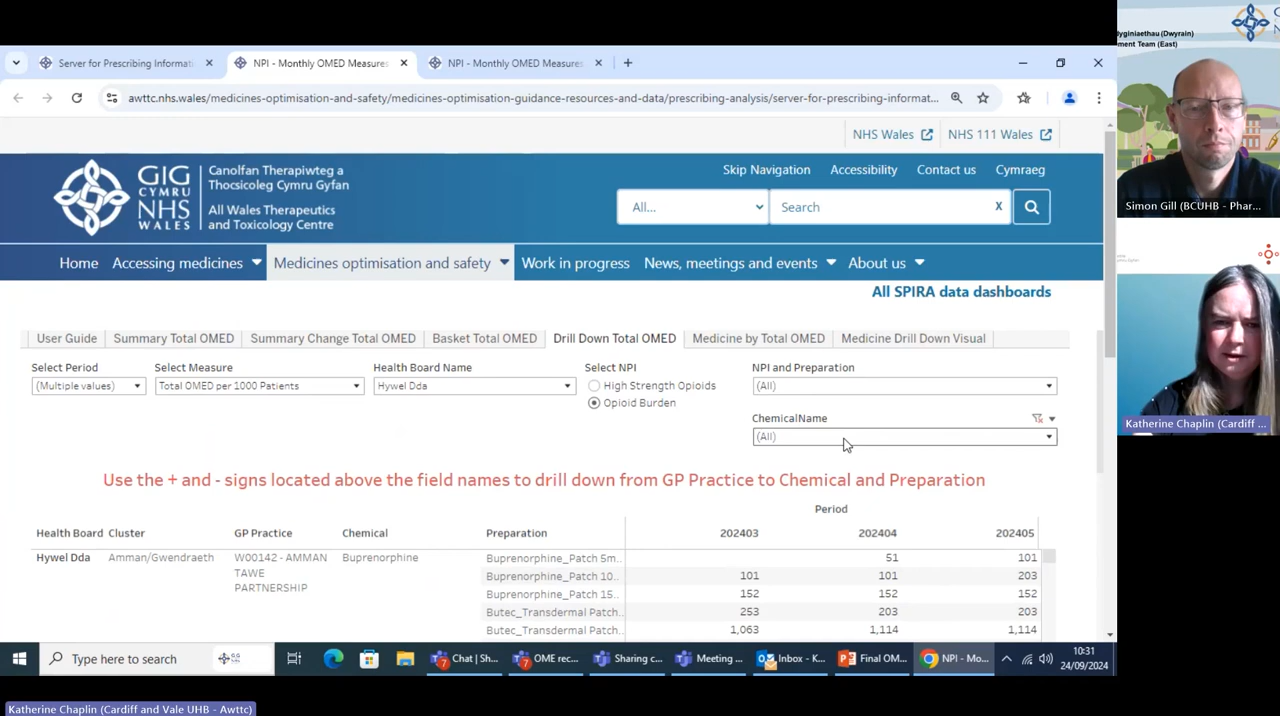 Server for Prescribing Informati
NPI - Monthly OMED Measures
NPI - Monthly OMED Measures
awttc.nhs.wales/medicines-optimisation-and-safety/medicines-optimisation-guidance-resources-and-data/prescribing-analysis/server-for-prescribing-informat...
NHS Wales
NHS 111 Wales
GIG
CYMRU
NHS
WALES
Canolfan Therapiwteg a
Thocsicoleg Cymru Gyfan
All Wales Therapeutics
and Toxicology Centre
Skip Navigation
Accessibility
Contact us
Cymraeg
All...
Search
X
Home
Accessing medicines
Medicines optimisation and safety
Work in progress
News, meetings and events
About us
All SPIRA data dashboards
User Guide
Summary Total OMED
Summary Change Total OMED
Basket Total OMED
Drill Down Total OMED
Medicine by Total OMED
Medicine Drill Down Visual
Select Period
Select Measure
Health Board Name
Select NPI
NPI and Preparation
(Multiple values)
Total OMED per 1000 Patients
Hywel Dda
High Strength Opioids
(All)
Opioid Burden
ChemicalName
(All)
Use the + and - signs located above the field names to drill down from GP Practice to Chemical and Preparation
Period
Health Board Cluster GP Practice Chemical Preparation 202403 202404 202405
Hywel Dda Amman/Gwendraeth W00142 - AMMAN Buprenorphine Buprenorphine_Patch 5m.. 51 101
TAWE Buprenorphine_Patch 10.. 101 101 203
PARTNERSHIP Buprenorphine_Patch 15.. 152 152 152
Butec_Transdermal Patch.. 253 203 203
Butec_Transdermal Patch.. 1,063 1,114 1,114
Type here to search
7
Chat | Sh...
7
OME rec...
Sharing c...
Meeting ...
Inbox - K...
Final OM...
NPI - Mo...
10:31
24/09/2024
lyginiaethau (Dwyrain)
ment Team (East)
Simon Gill (BCUHB - Phar...
Katherine Chaplin (Cardiff ...
Katherine Chaplin (Cardiff and Vale UHB - Awttc)